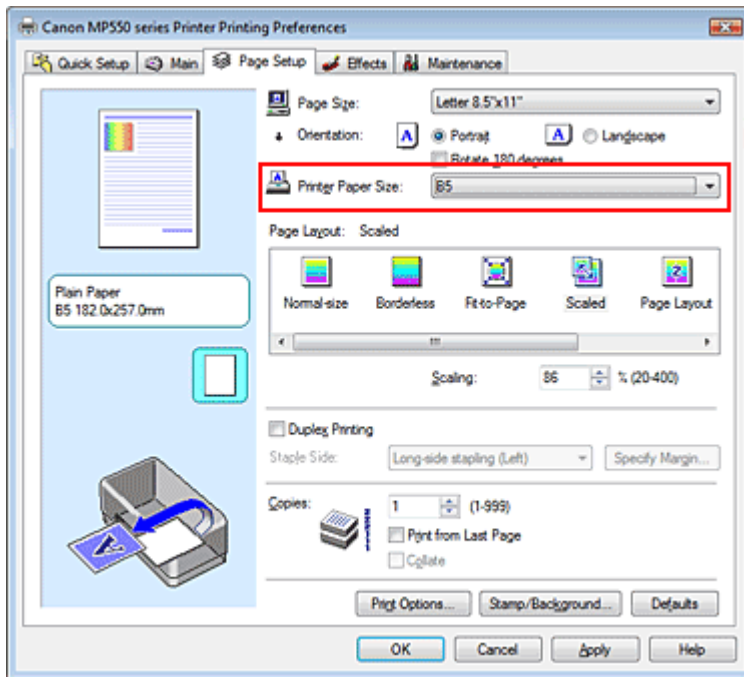 Canon MP550 series Printer Printing Preferences
Quick Setup Main Page Setup Effects Maintenance
Page Size: Letter 8.5"x11"
Orientation: A Portrait A Landscape
Rotate 180 degrees
Printer Paper Size: B5
Page Layout: Scaled
Normal-size Borderless Fit-to-Page Scaled Page Layout
Plain Paper
B5 182.0x257.0mm
Scaling: 86 % (20-400)
Duplex Printing
Staple Side: Long-side stapling (Left) Specify Margin...
Copies: 1 (1-999)
Print from Last Page
Collate
Print Options... Stamp/Background... Defaults
OK Cancel Apply Help